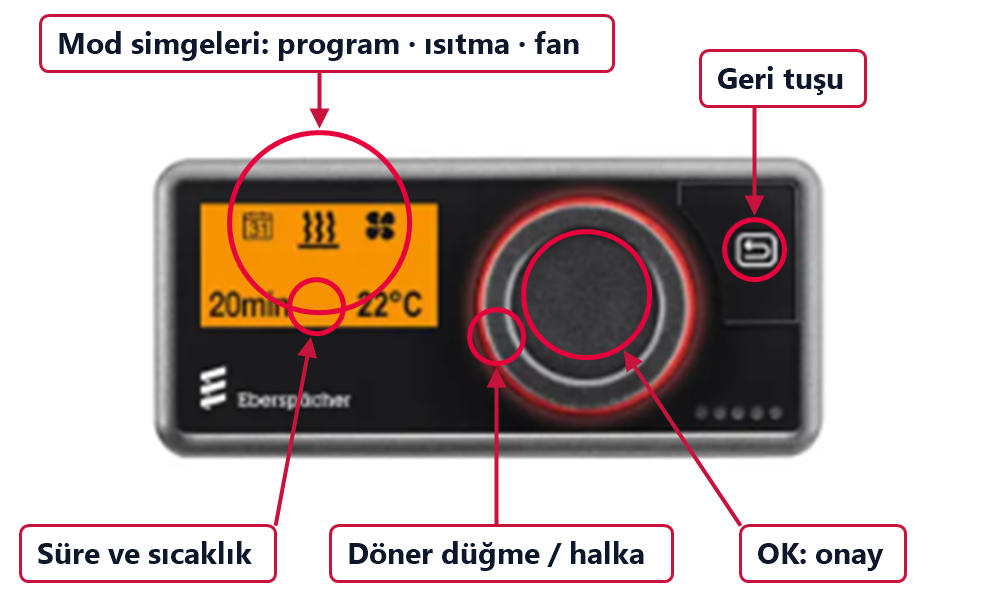 Mod simgeleri: program · ısıtma · fan
Geri tuşu
31
20min 22°C
Eberspächer
Süre ve sıcaklık
Döner düğme / halka
OK: onay